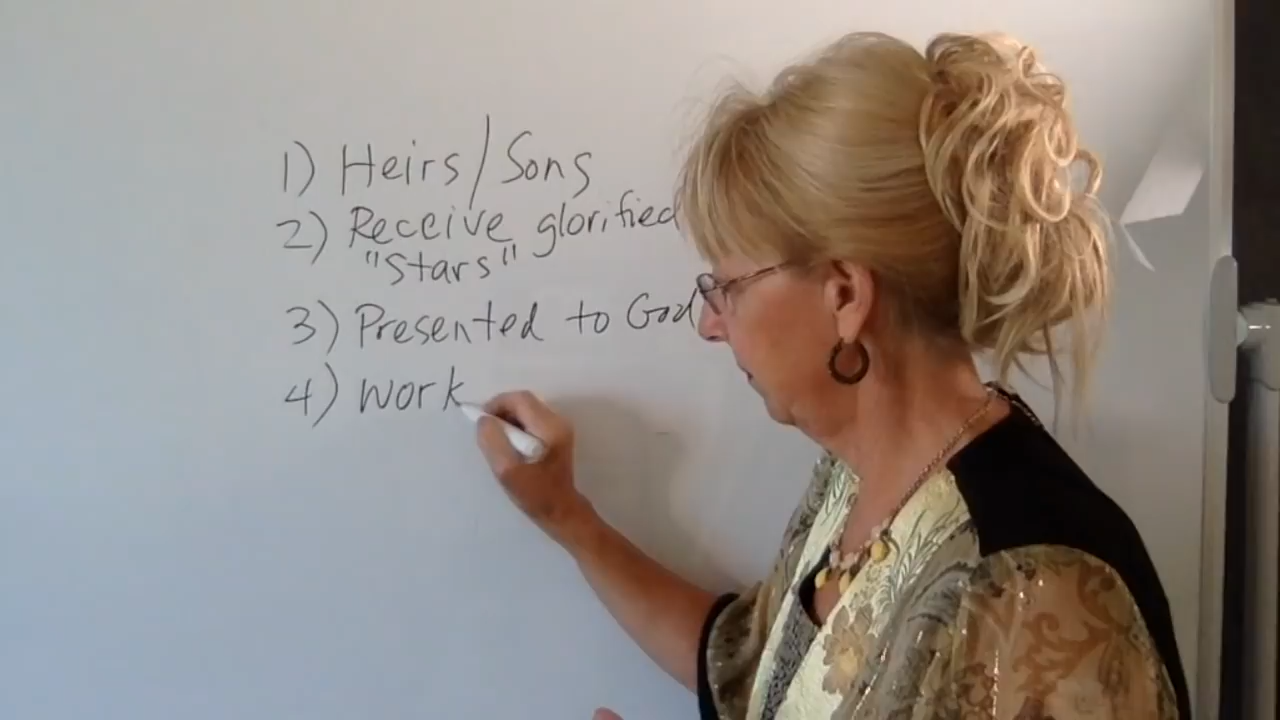 1) Heirs/Sons
2) Receive glorified
"stars"
3) Presented to God
4) Work